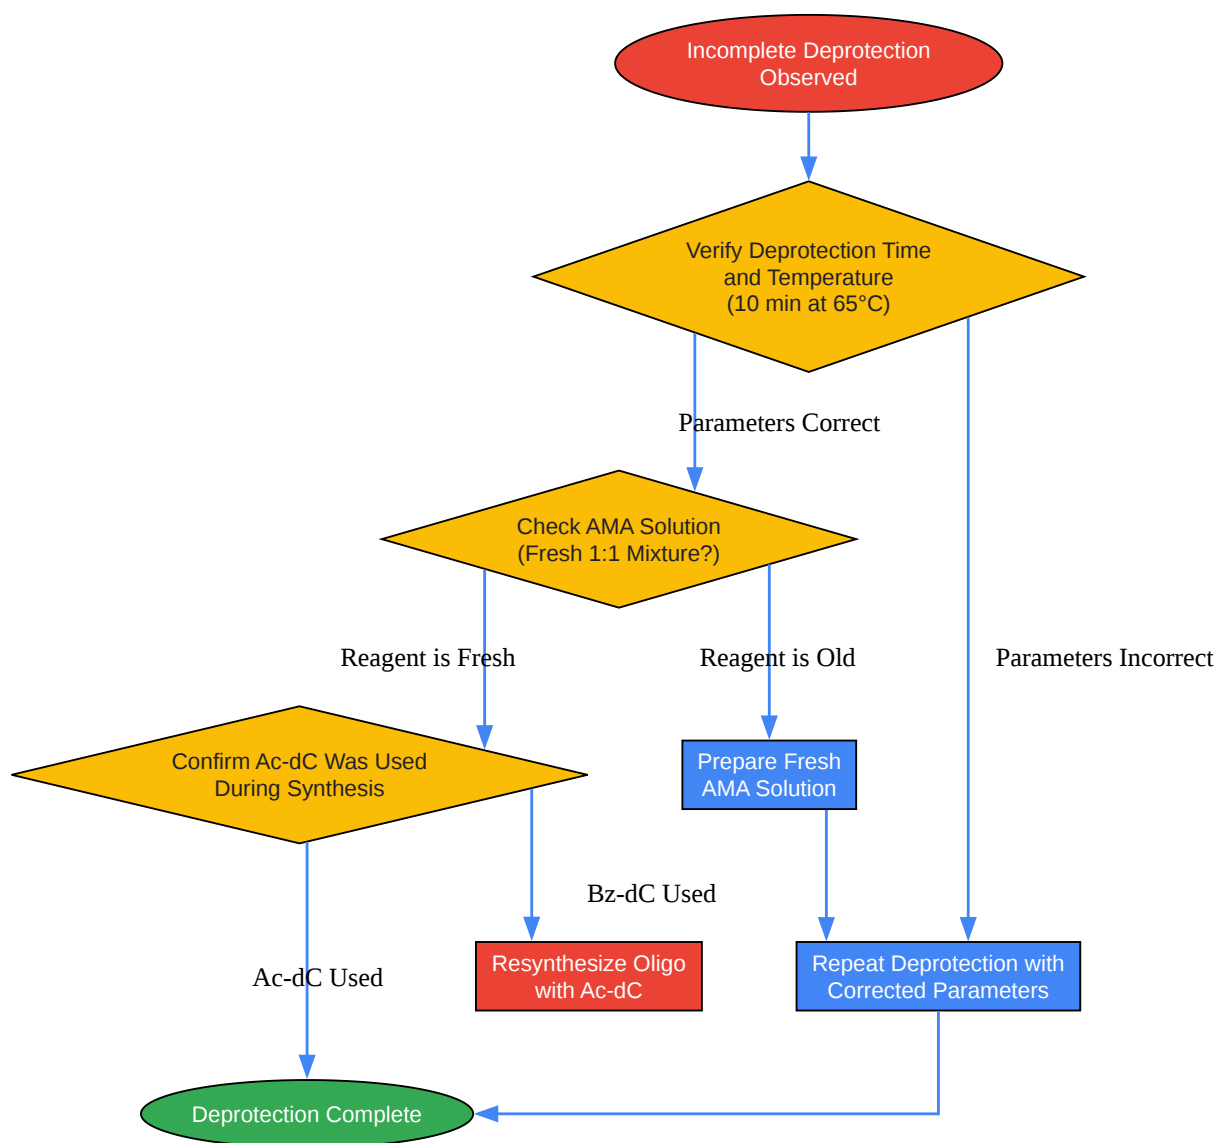 Incomplete Deprotection
Observed
Verify Deprotection Time
and Temperature
(10 min at 65°C)
Parameters Correct
Check AMA Solution
(Fresh 1:1 Mixture?)
Reagent is Fresh
Reagent is Old
Parameters Incorrect
Confirm Ac-dC Was Used
During Synthesis
Prepare Fresh
AMA Solution
Bz-dC Used
Ac-dC Used
Resynthesize Oligo
with Ac-dC
Repeat Deprotection with
Corrected Parameters
Deprotection Complete